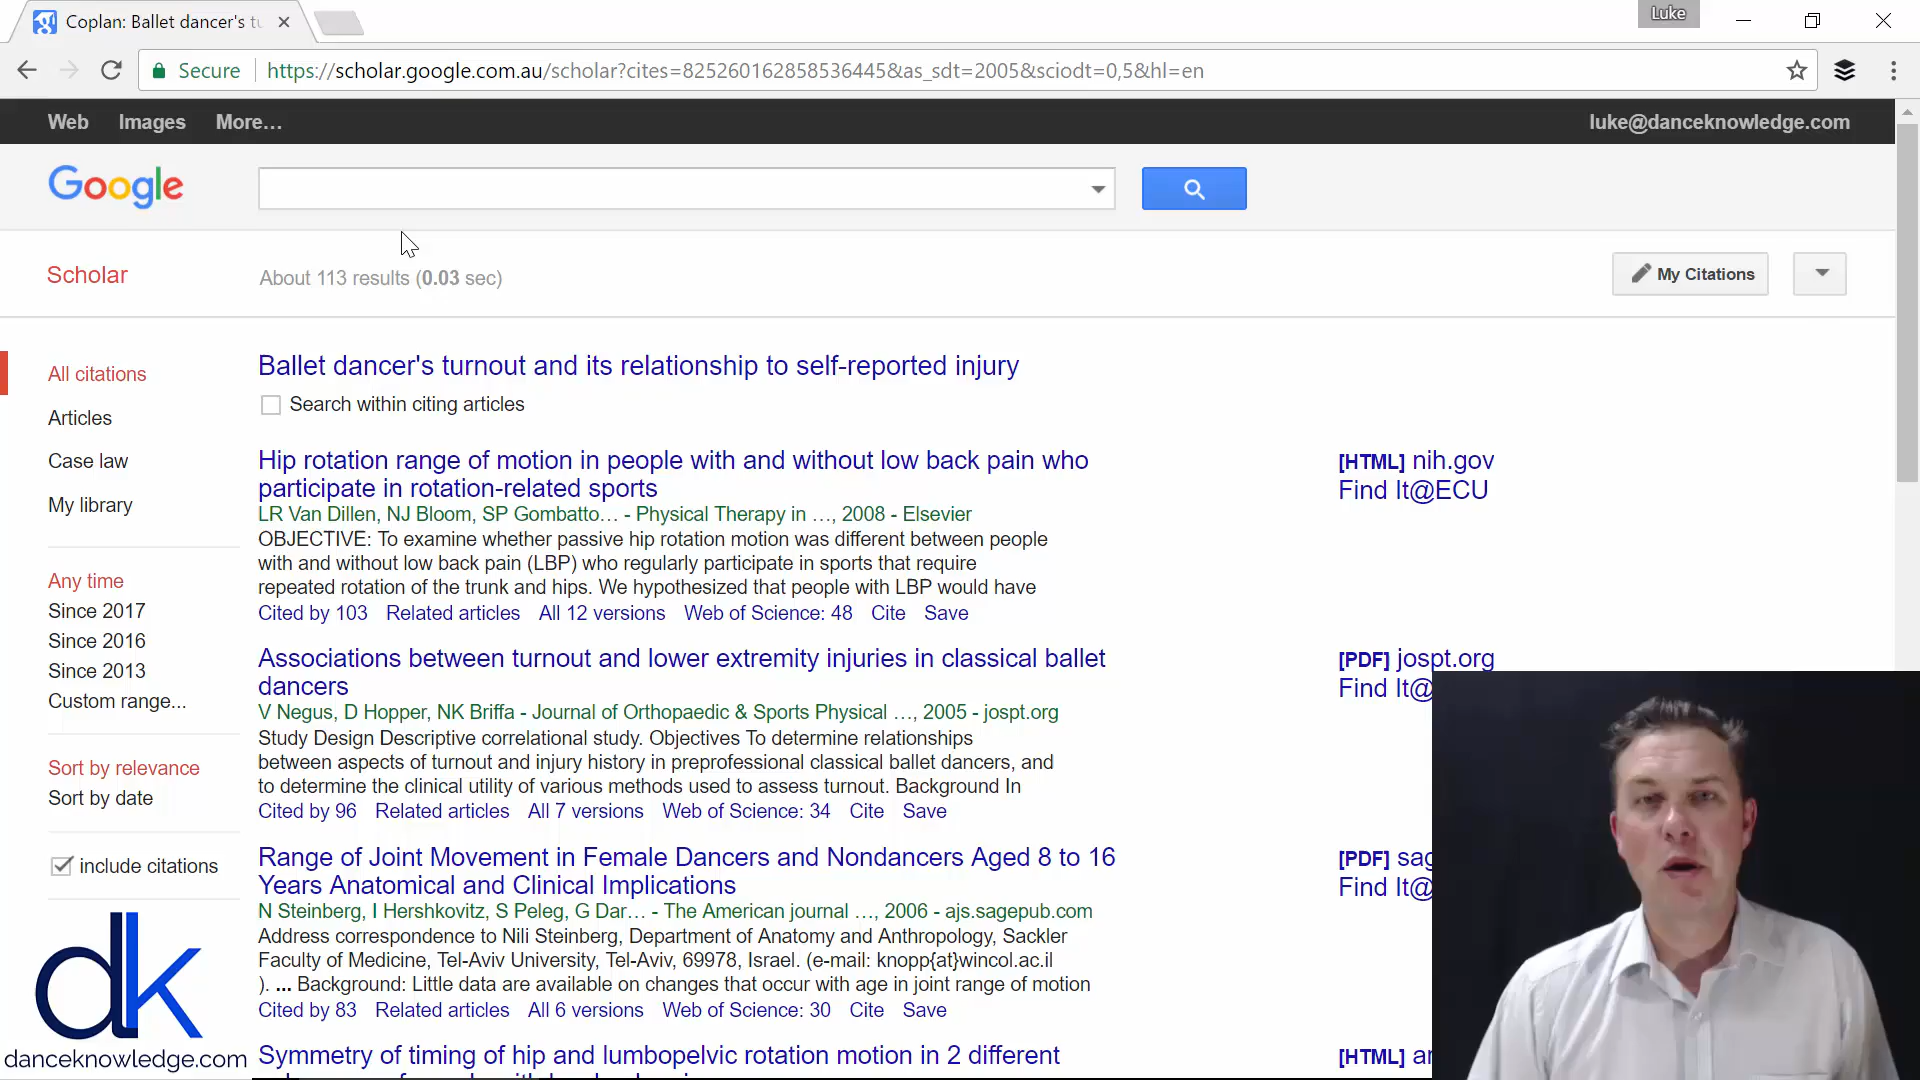 Coplan: Ballet dancer's tu
Luke
Secure
https://scholar.google.com.au/scholar?cites=825260162858536445&as_sdt=2005&sciodt=0,5&hl=en
Web Images More…
luke@danceknowledge.com
Google
Scholar
About 113 results (0.03 sec)
My Citations
All citations
Articles
Case law
My library
Any time
Since 2017
Since 2016
Since 2013
Custom range...
Sort by relevance
Sort by date
include citations
dk
danceknowledge.com
Ballet dancer's turnout and its relationship to self-reported injury
Search within citing articles
Hip rotation range of motion in people with and without low back pain who
participate in rotation-related sports
LR Van Dillen, NJ Bloom, SP Gombatto… - Physical Therapy in …, 2008 - Elsevier
OBJECTIVE: To examine whether passive hip rotation motion was different between people
with and without low back pain (LBP) who regularly participate in sports that require
repeated rotation of the trunk and hips. We hypothesized that people with LBP would have
Cited by 103 Related articles All 12 versions Web of Science: 48 Cite Save
[HTML] nih.gov
Find It@ECU
Associations between turnout and lower extremity injuries in classical ballet
dancers
V Negus, D Hopper, NK Briffa - Journal of Orthopaedic & Sports Physical …, 2005 - jospt.org
Study Design Descriptive correlational study. Objectives To determine relationships
between aspects of turnout and injury history in preprofessional classical ballet dancers, and
to determine the clinical utility of various methods used to assess turnout. Background In
Cited by 96 Related articles All 7 versions Web of Science: 34 Cite Save
[PDF] jospt.org
Find It@
Range of Joint Movement in Female Dancers and Nondancers Aged 8 to 16
Years Anatomical and Clinical Implications
N Steinberg, I Hershkovitz, S Peleg, G Dar… - The American journal …, 2006 - ajs.sagepub.com
Address correspondence to Nili Steinberg, Department of Anatomy and Anthropology, Sackler
Faculty of Medicine, Tel-Aviv University, Tel-Aviv, 69978, Israel. (e-mail: knopp{at}wincol.ac.il
). ... Background: Little data are available on changes that occur with age in joint range of motion
Cited by 83 Related articles All 6 versions Web of Science: 30 Cite Save
[PDF] sag
Find It@
Symmetry of timing of hip and lumbopelvic rotation motion in 2 different
[HTML] ar